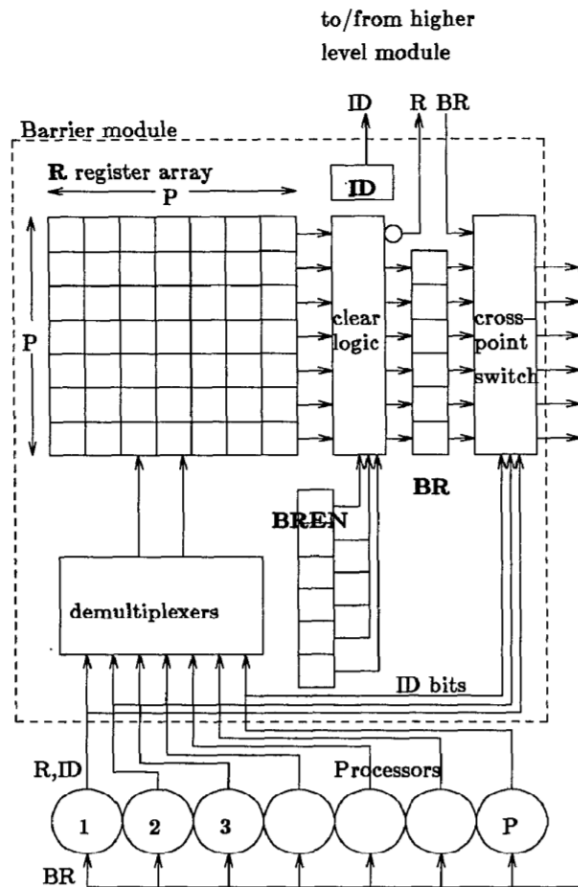 to/from higher
level module
ID
R BR
Barrier module
R register array
P
ID
P
clear
logic
cross-
point
switch
BREN
BR
demultiplexers
ID bits
R,ID
Processors
1
2
3
P
BR